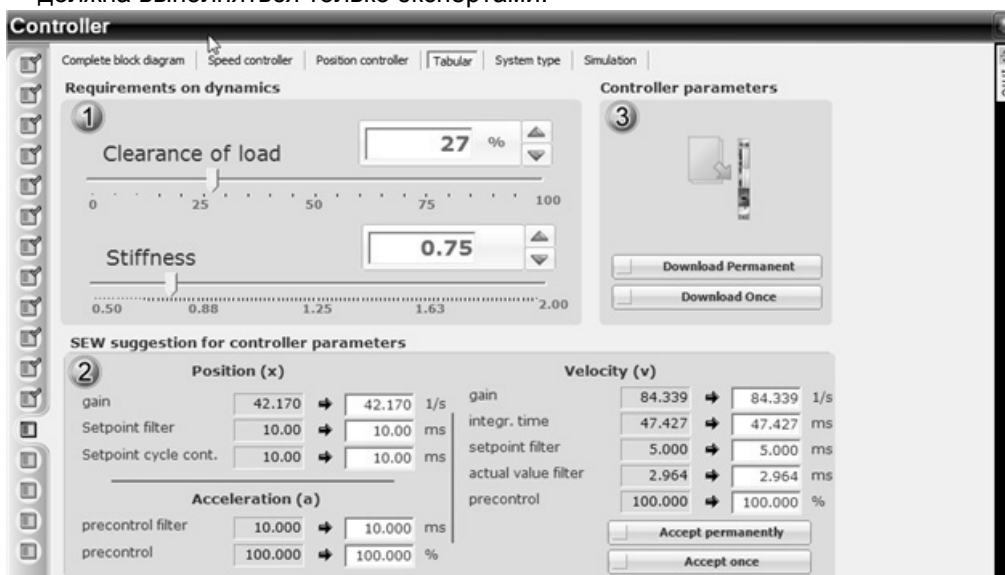 должна выполняться только экспертами.
Controller
Complete block diagram | Speed controller | Position controller | Tabular | System type | Simulation
Requirements on dynamics
1
Clearance of load
27 %
0 25 50 75 100
Stiffness
0.75
0.50 0.88 1.25 1.63 2.00
Controller parameters
3
Download Permanent
Download Once
SEW suggestion for controller parameters
2
Position (x)
gain 42.170 42.170 1/s
Setpoint filter 10.00 10.00 ms
Setpoint cycle cont. 10.00 10.00 ms
Acceleration (a)
precontrol filter 10.000 10.000 ms
precontrol 100.000 100.000 %
Velocity (v)
gain 84.339 84.339 1/s
integr. time 47.427 47.427 ms
setpoint filter 5.000 5.000 ms
actual value filter 2.964 2.964 ms
precontrol 100.000 100.000 %
Accept permanently
Accept once